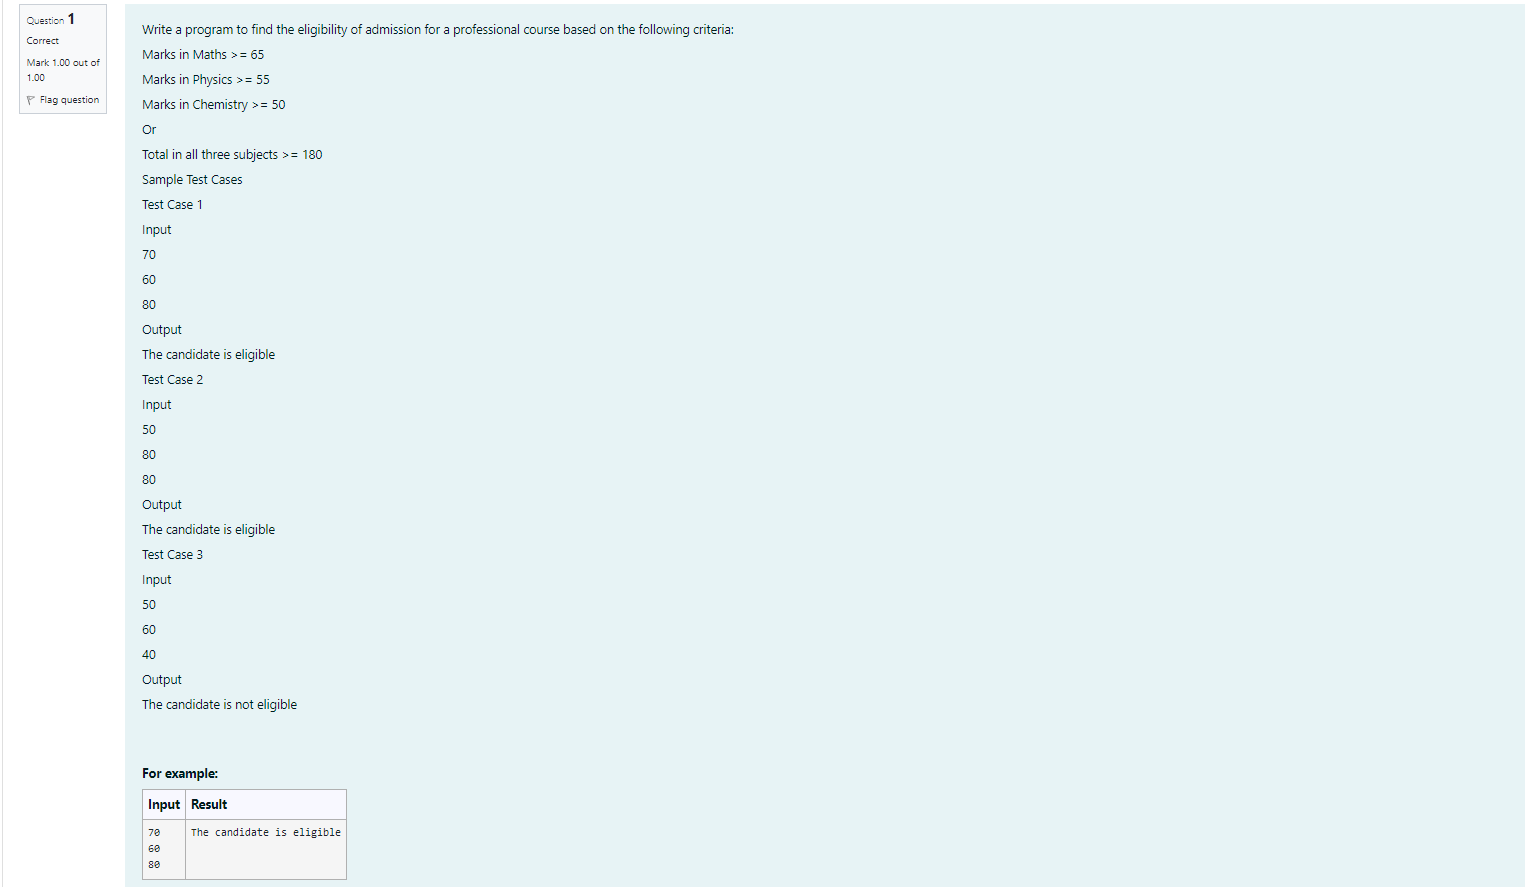 Question 1
Correct
Mark 1.00 out of
1.00
Flag question
Write a program to find the eligibility of admission for a professional course based on the following criteria:
Marks in Maths >= 65
Marks in Physics >= 55
Marks in Chemistry >= 50
Or
Total in all three subjects >= 180
Sample Test Cases
Test Case 1
Input
70
60
80
Output
The candidate is eligible
Test Case 2
Input
50
80
80
Output
The candidate is eligible
Test Case 3
Input
50
60
40
Output
The candidate is not eligible
For example:
Input Result
70 The candidate is eligible
60
80